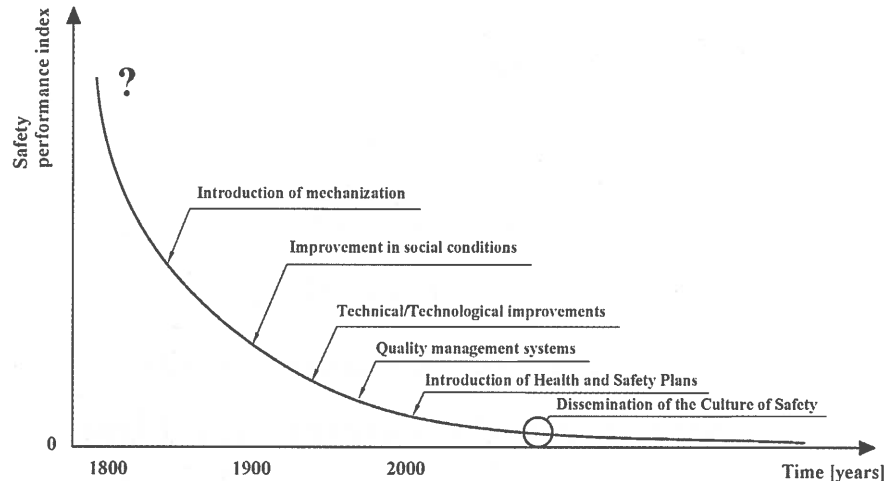 Safety
performance index
?
Introduction of mechanization
Improvement in social conditions
Technical/Technological improvements
Quality management systems
Introduction of Health and Safety Plans
Dissemination of the Culture of Safety
0
1800 1900 2000 Time [years]